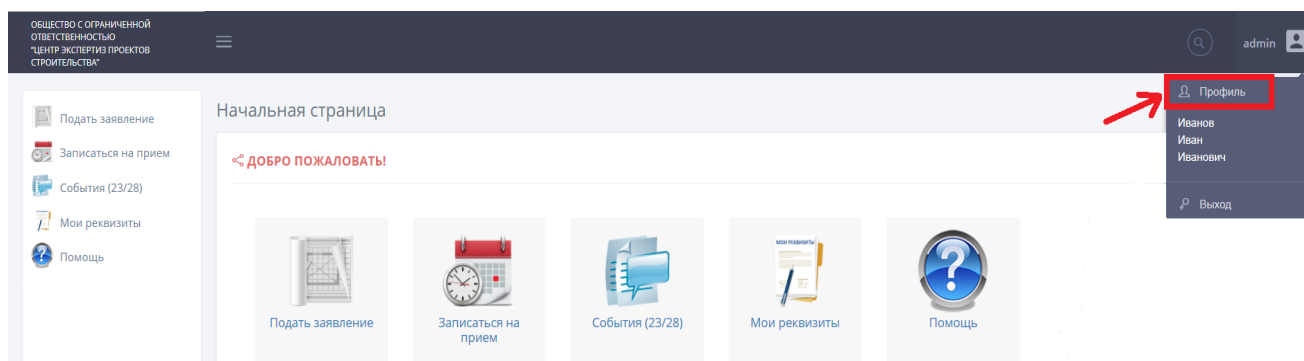 ОБЩЕСТВО С ОГРАНИЧЕННОЙ
ОТВЕТСТВЕННОСТЬЮ
"ЦЕНТР ЭКСПЕРТИЗ ПРОЕКТОВ
СТРОИТЕЛЬСТВА"
admin
Профиль
Иванов
Иван
Иванович
Выход
Подать заявление
Записаться на прием
События (23/28)
Мои реквизиты
Помощь
Начальная страница
ДОБРО ПОЖАЛОВАТЬ!
МОИ РЕКВИЗИТЫ
Подать заявление
Записаться на
прием
События (23/28)
Мои реквизиты
Помощь